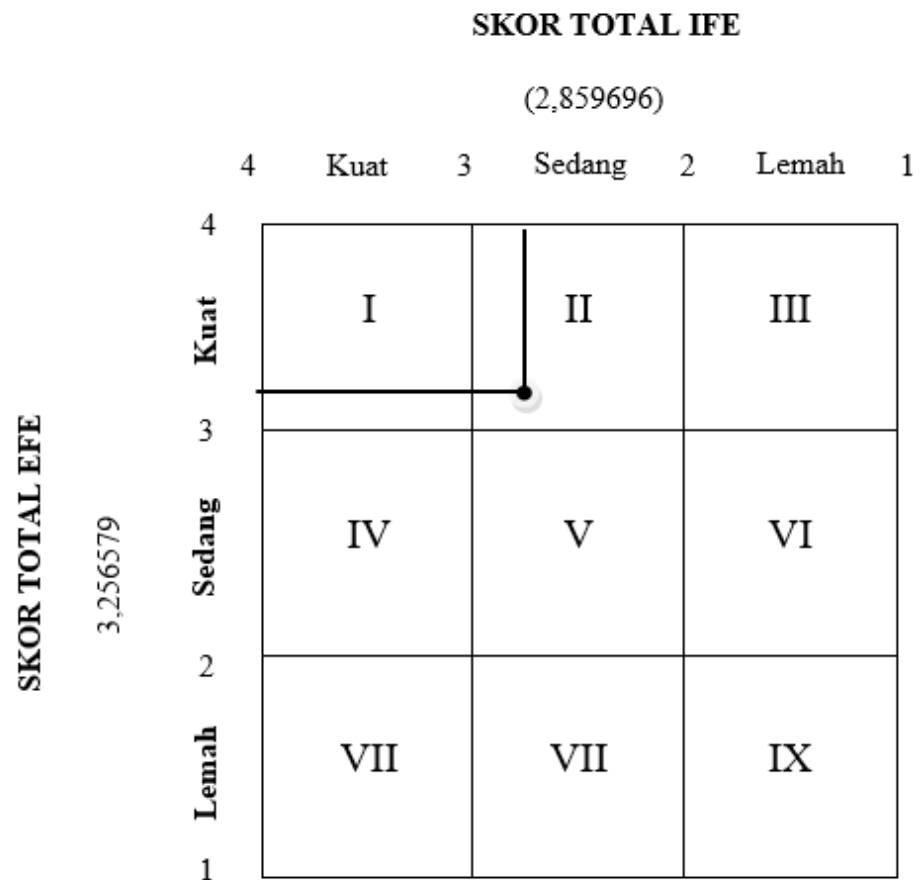 SKOR TOTAL IFE
(2,859696)
4 Kuat 3 Sedang 2 Lemah 1
4
Kuat
I II III
3
SKOR TOTAL EFE
3,256579
Sedang
IV V VI
2
Lemah
VII VII IX
1